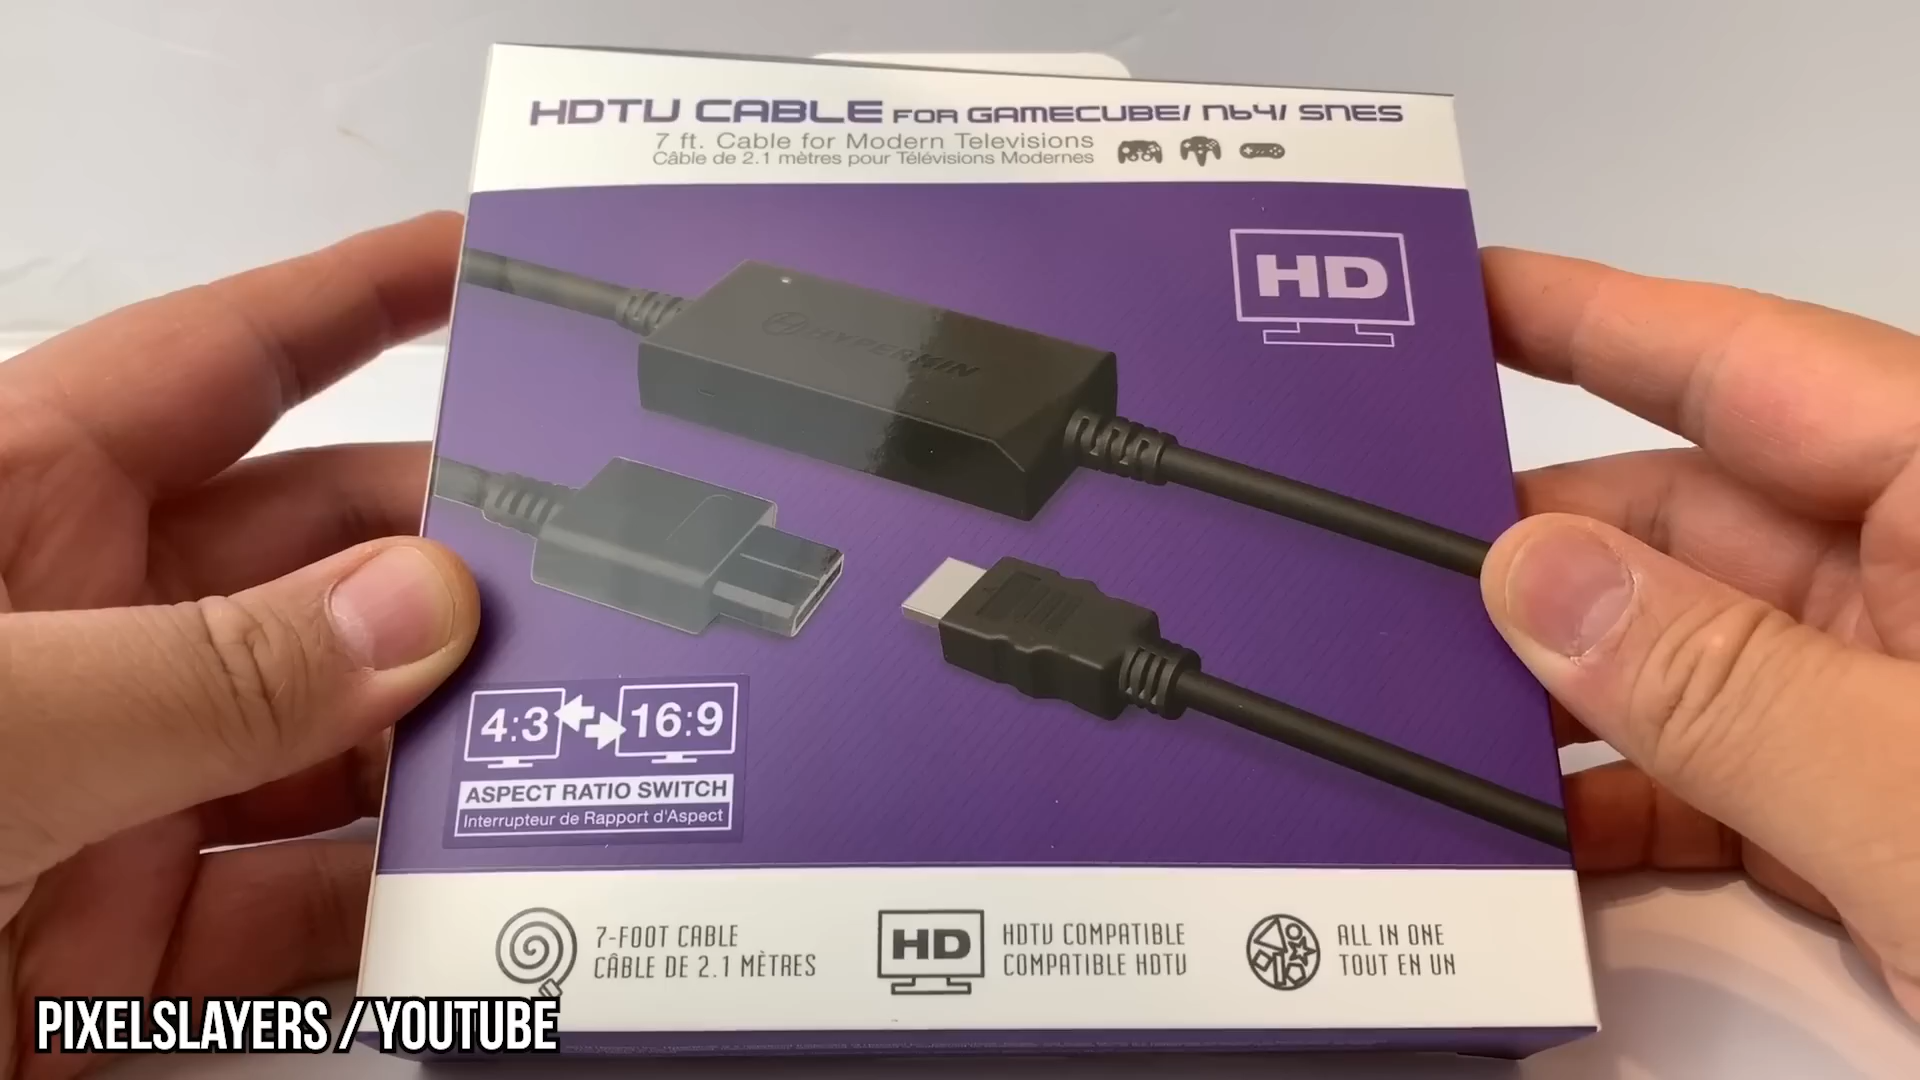 HDTV CABLE FOR GAMECUBE/ N64/ SNES
7 ft. Cable for Modern Televisions
Câble de 2.1 mètres pour Télévisions Modernes
HD
HYPERKIN
4:3 16:9
ASPECT RATIO SWITCH
Interrupteur de Rapport d'Aspect
7-FOOT CABLE
CÂBLE DE 2.1 MÈTRES
HD
HDTV COMPATIBLE
COMPATIBLE HDTV
ALL IN ONE
TOUT EN UN
PIXELSLAYERS / YOUTUBE